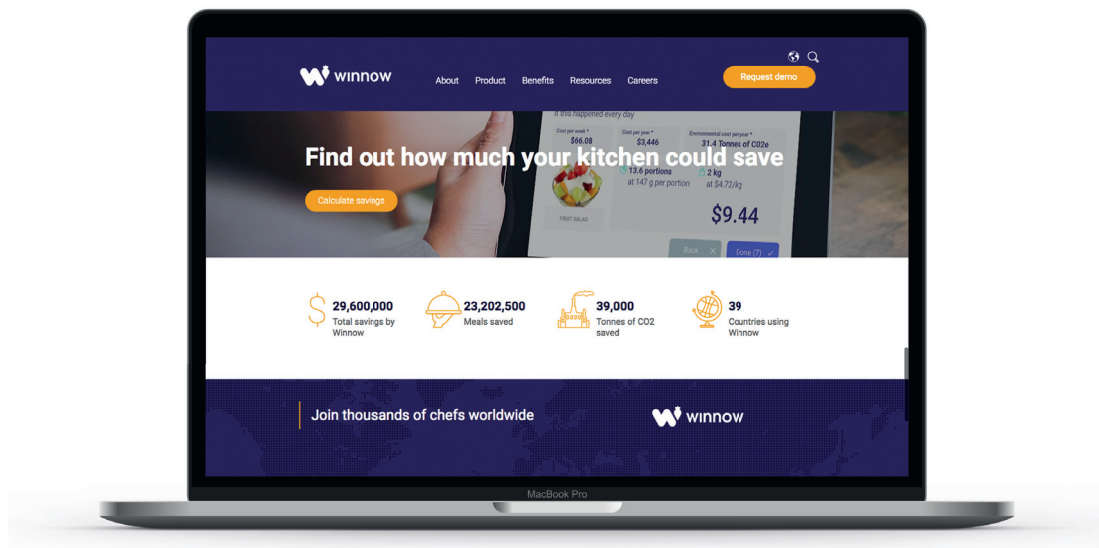 winnow
About Product Benefits Resources Careers
Request demo
If this happened every day
Cost per week *
Cost per year *
Environmental cost peryear *
$66.08
$3,446
31.4 Tonnes of CO2e
Find out how much your kitchen could save
13.6 portions
2 kg
at 147 g per portion
at $4.72/kg
Calculate savings
$9.44
FRUIT SALAD
Back X
Done (7)
29,600,000
Total savings by
Winnow
23,202,500
Meals saved
39,000
Tonnes of CO2
saved
39
Countries using
Winnow
Join thousands of chefs worldwide
winnow
MacBook Pro